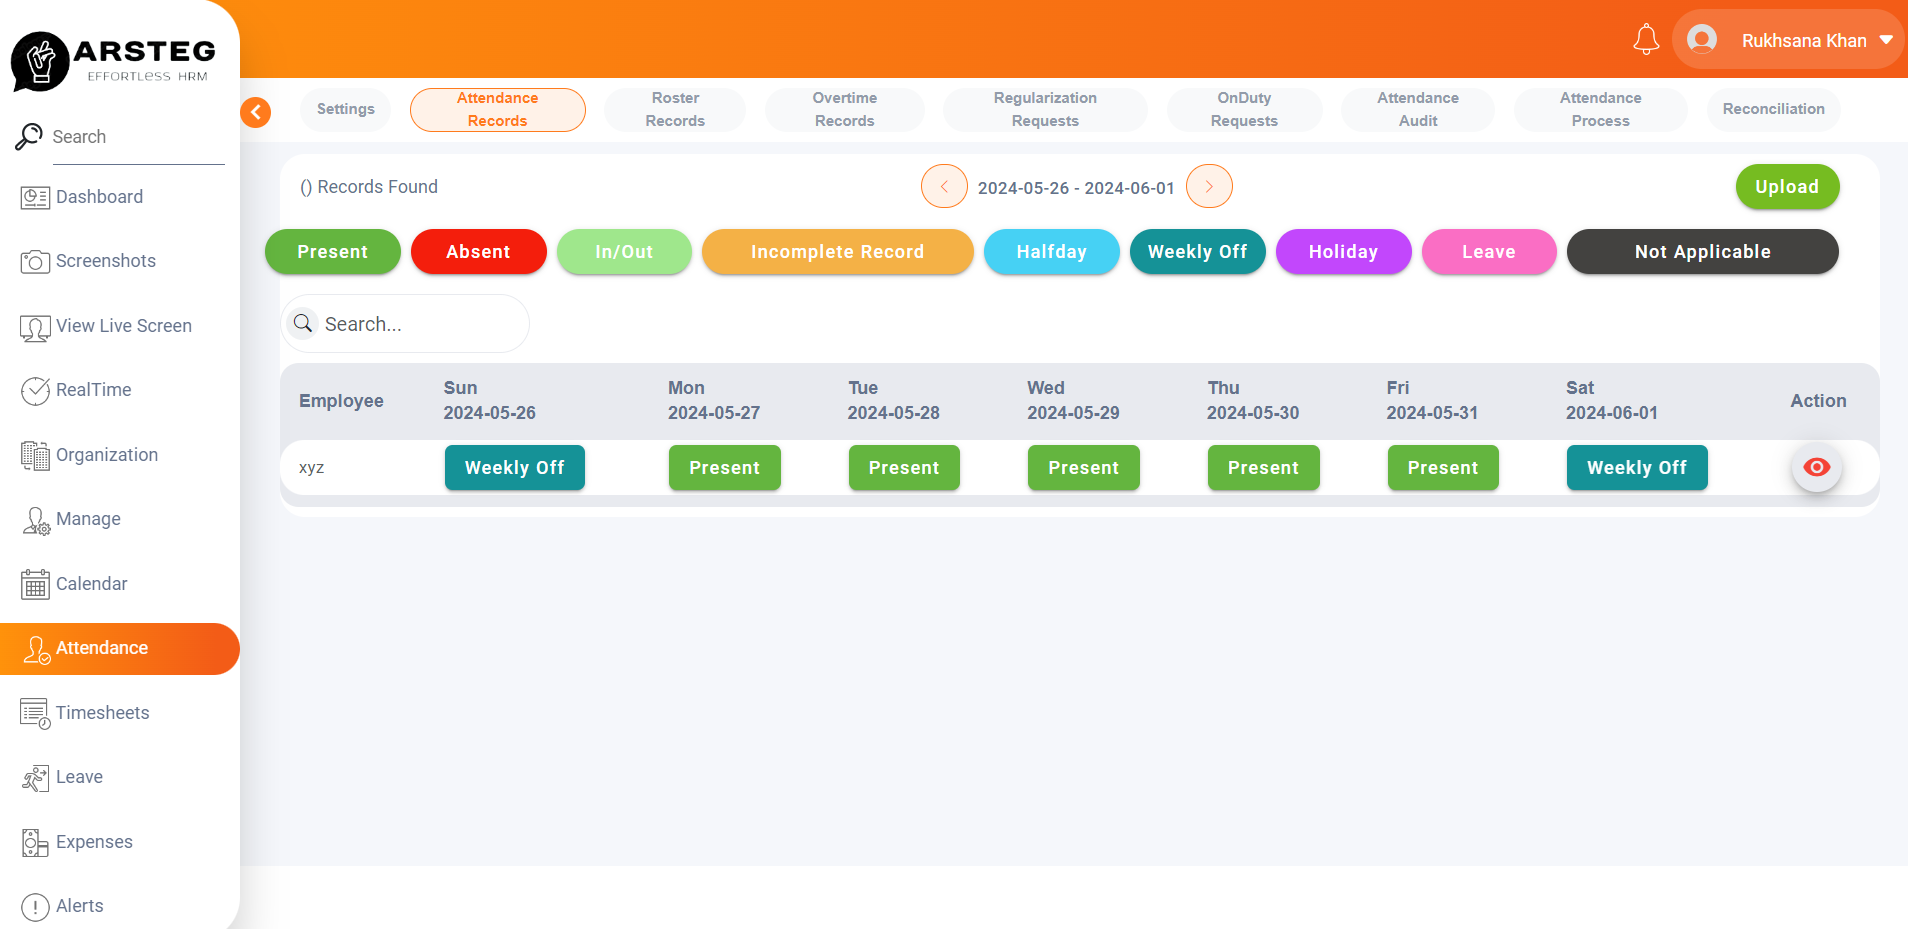 ARSTEG
EFFORTLESS HRM
Rukhsana Khan
Search
Dashboard
Screenshots
View Live Screen
RealTime
Organization
Manage
Calendar
Attendance
Timesheets
Leave
Expenses
Alerts
Settings
Attendance
Records
Roster
Records
Overtime
Records
Regularization
Requests
OnDuty
Requests
Attendance
Audit
Attendance
Process
Reconciliation
() Records Found
2024-05-26 - 2024-06-01
Upload
Present Absent In/Out Incomplete Record Halfday Weekly Off Holiday Leave Not Applicable
Search...
Employee
Sun
2024-05-26
Mon
2024-05-27
Tue
2024-05-28
Wed
2024-05-29
Thu
2024-05-30
Fri
2024-05-31
Sat
2024-06-01
Action
xyz Weekly Off Present Present Present Present Present Weekly Off